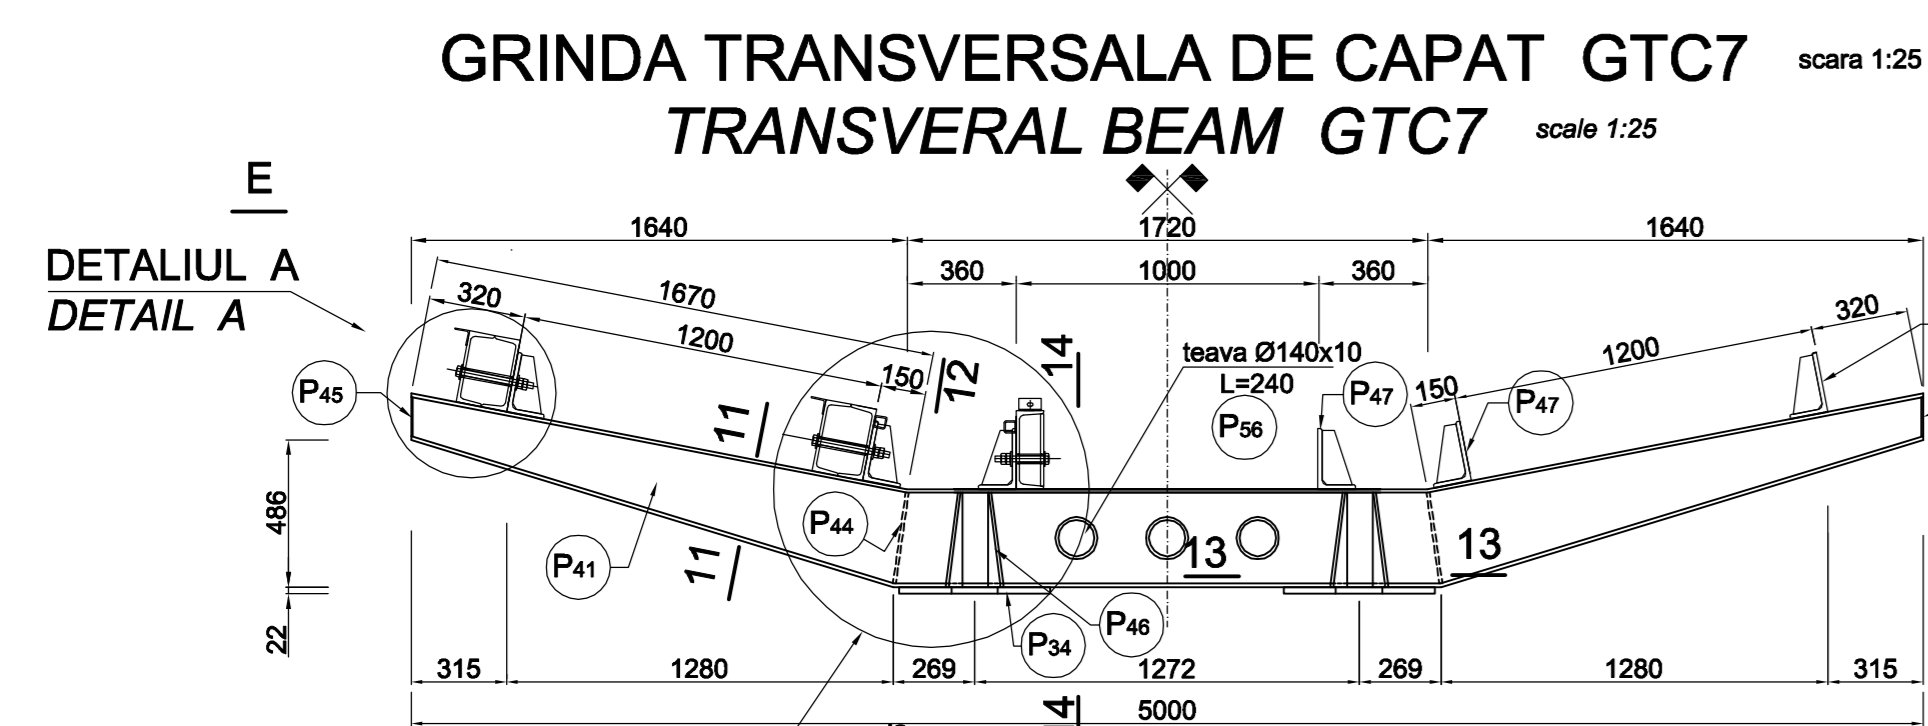 GRINDA TRANSVERSALA DE CAPAT GTC7 scara 1:25
TRANSVERAL BEAM GTC7 scale 1:25
E
DETALIUL A
DETAIL A
1640 1720 1640
360 1000 360
1670
320 1200 150
12
14
teava Ø140x10
L=240
P56
P47
150 1200 320
P47
P45
11
486
P44
13
13
P41
11
22
P46
P34
315 1280 269 1272 269 1280 315
5000